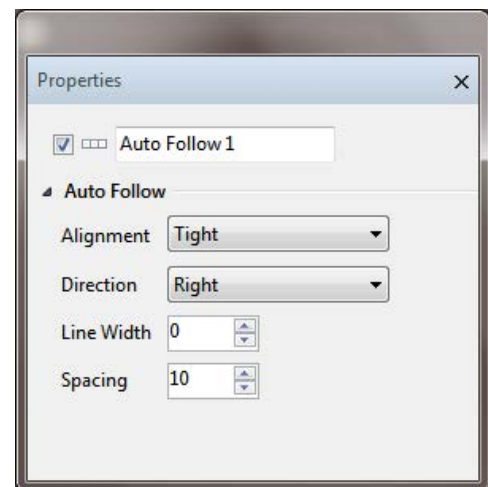 Properties
Auto Follow 1
Auto Follow
Alignment Tight
Direction Right
Line Width 0
Spacing 10